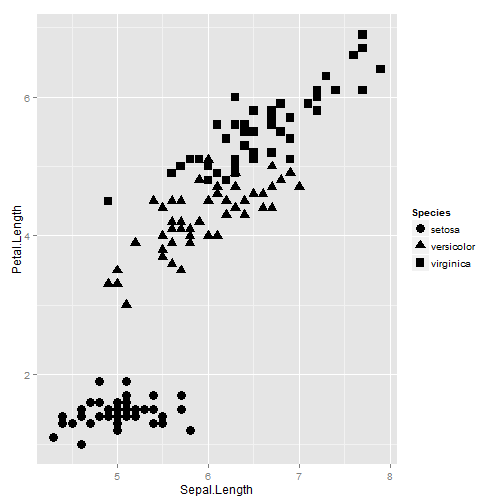 Petal.Length
6
4
2
5 6 7 8
Sepal.Length
Species
setosa
versicolor
virginica